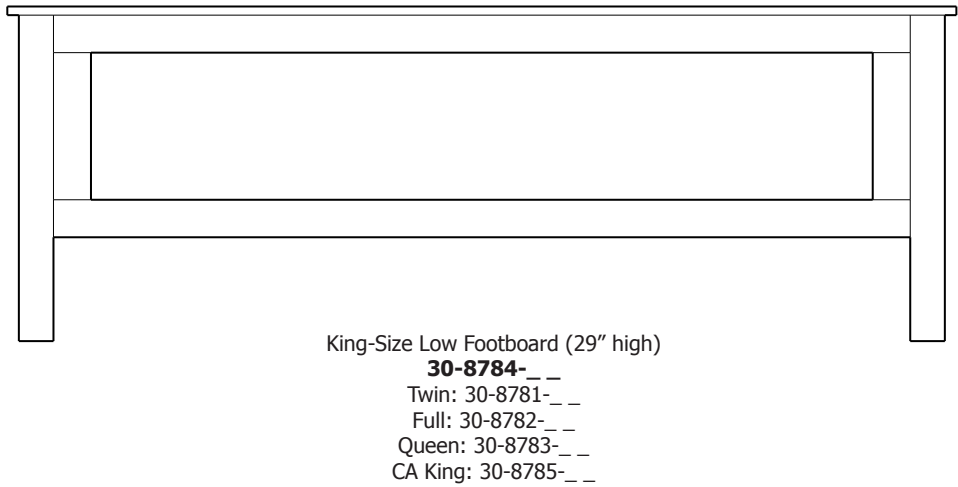 King-Size Low Footboard (29” high)
30-8784-_ _
Twin: 30-8781-_ _
Full: 30-8782-_ _
Queen: 30-8783-_ _
CA King: 30-8785-_ _